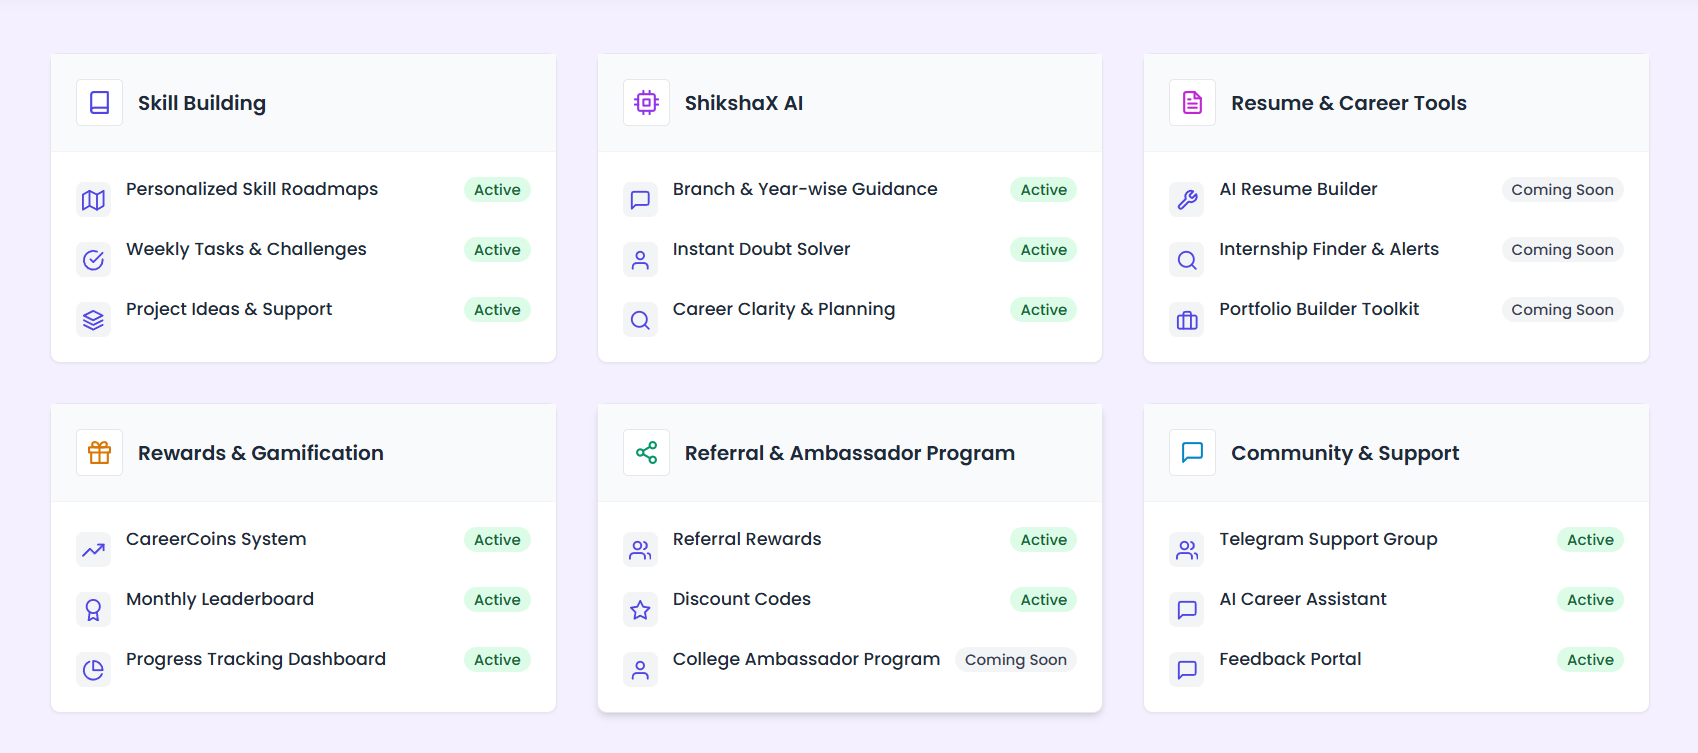 Skill Building
Personalized Skill Roadmaps Active
Weekly Tasks & Challenges Active
Project Ideas & Support Active
ShikshaX AI
Branch & Year-wise Guidance Active
Instant Doubt Solver Active
Career Clarity & Planning Active
Resume & Career Tools
AI Resume Builder Coming Soon
Internship Finder & Alerts Coming Soon
Portfolio Builder Toolkit Coming Soon
Rewards & Gamification
CareerCoins System Active
Monthly Leaderboard Active
Progress Tracking Dashboard Active
Referral & Ambassador Program
Referral Rewards Active
Discount Codes Active
College Ambassador Program Coming Soon
Community & Support
Telegram Support Group Active
AI Career Assistant Active
Feedback Portal Active